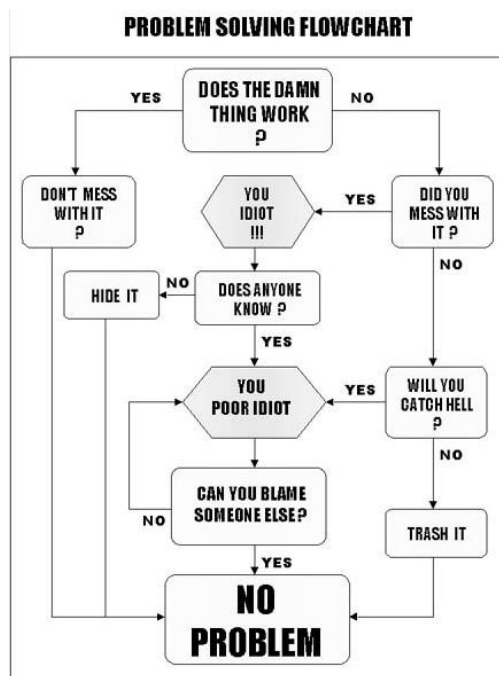 PROBLEM SOLVING FLOWCHART
YES
DOES THE DAMN
THING WORK
?
NO
DON'T MESS
WITH IT
?
YOU
IDIOT
!!!
YES
DID YOU
MESS WITH
IT ?
NO
HIDE IT
NO
DOES ANYONE
KNOW ?
YES
YOU
POOR IDIOT
YES
WILL YOU
CATCH HELL
?
NO
CAN YOU BLAME
SOMEONE ELSE?
NO
TRASH IT
YES
NO
PROBLEM